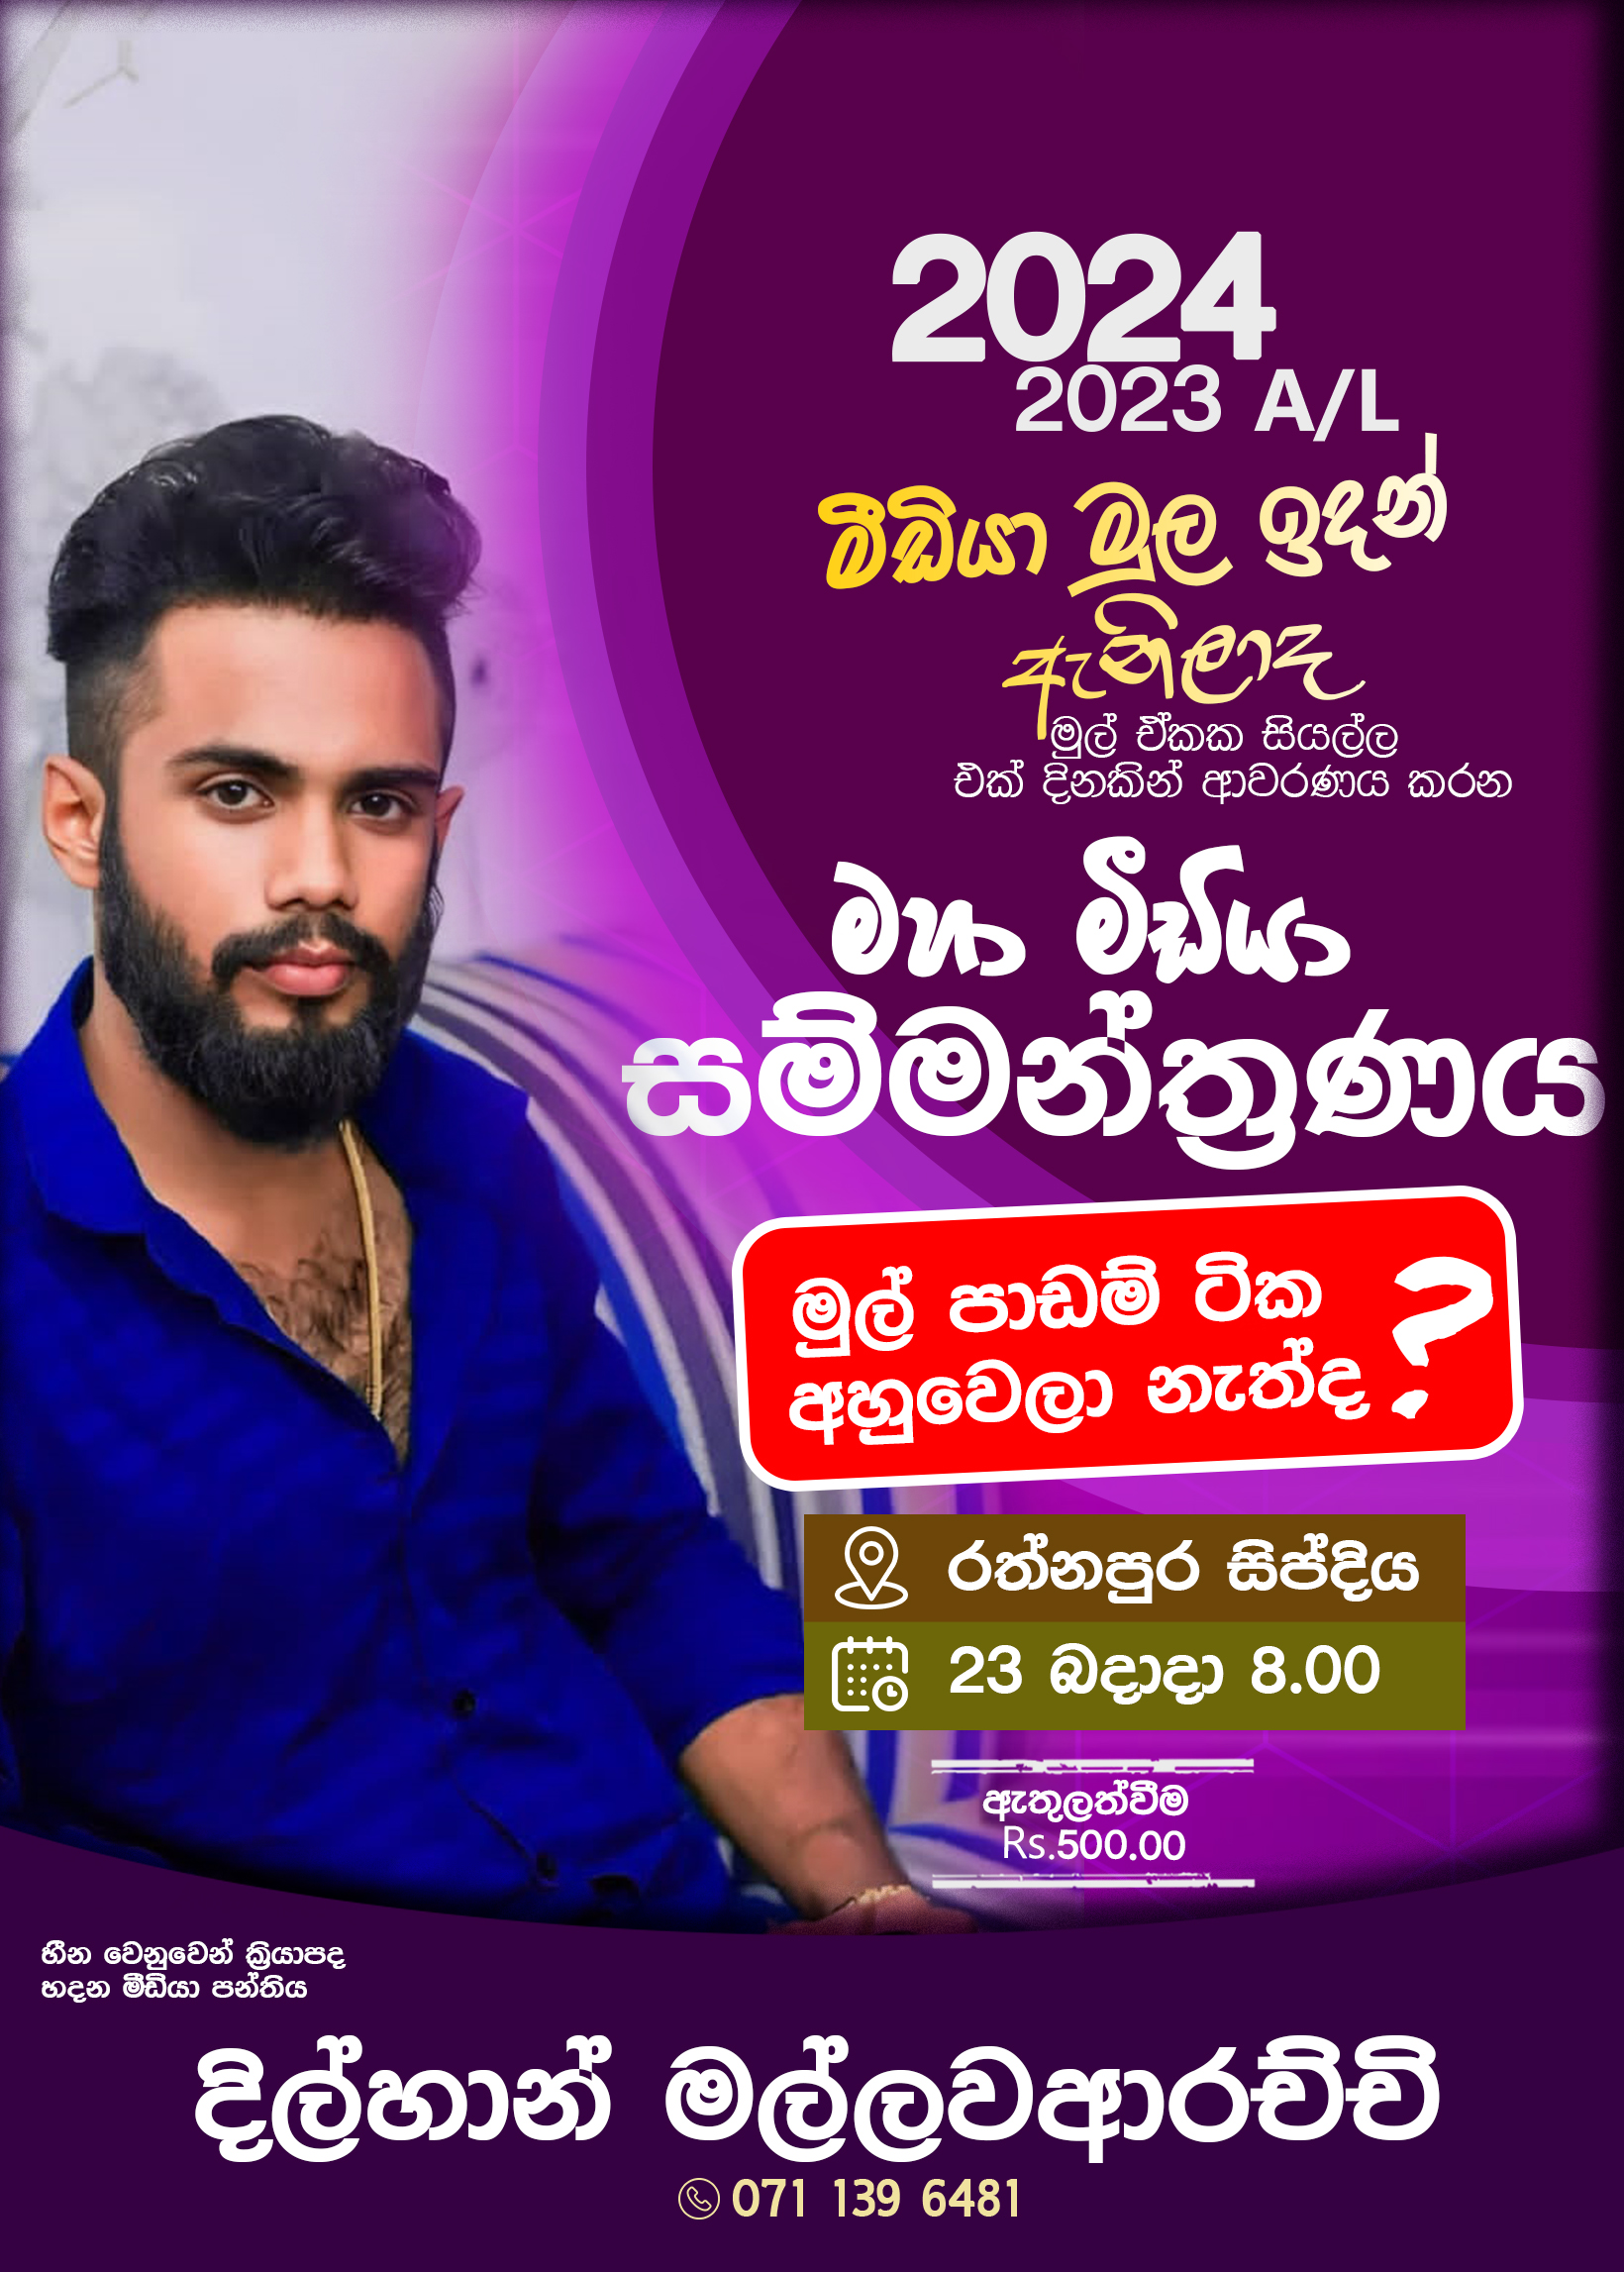 2024
2023 A/L
මීඩියා මුල ඉදන්
ඇනිලාද
මුල් ඒකක සියල්ල
එක් දිනකින් ආවරණය කරන
මහා මීඩියා
සම්මන්ත්‍රණය
මුල් පාඩම් ටික
අහුවෙලා නැත්ද?
රත්නපුර සිප්දිය
23 බදාදා 8.00
ඇතුලත්වීම
Rs.500.00
හීන වෙනුවෙන් ක්‍රියාපද
හදන මීඩියා පන්තිය
දිල්හාන් මල්ලවආරච්චි
071 139 6481